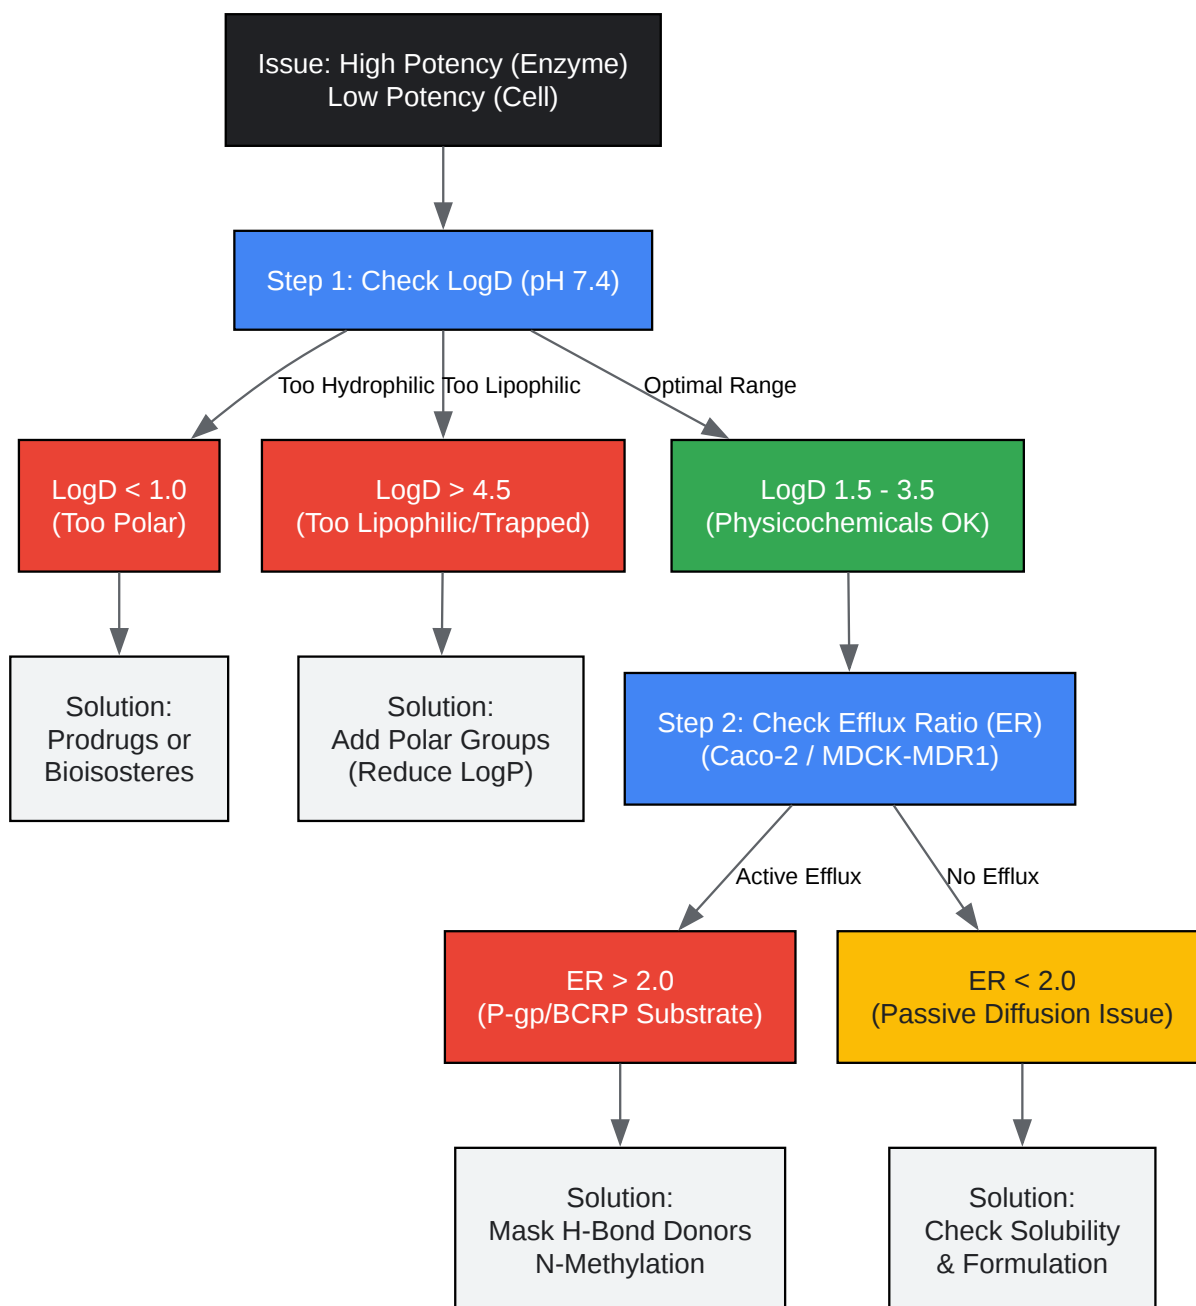 Issue: High Potency (Enzyme)
Low Potency (Cell)
Step 1: Check LogD (pH 7.4)
Too Hydrophilic
Too Lipophilic
Optimal Range
LogD < 1.0
(Too Polar)
LogD > 4.5
(Too Lipophilic/Trapped)
LogD 1.5 - 3.5
(Physicochemicals OK)
Solution:
Prodrugs or
Bioisosteres
Solution:
Add Polar Groups
(Reduce LogP)
Step 2: Check Efflux Ratio (ER)
(Caco-2 / MDCK-MDR1)
Active Efflux
No Efflux
ER > 2.0
(P-gp/BCRP Substrate)
ER < 2.0
(Passive Diffusion Issue)
Solution:
Mask H-Bond Donors
N-Methylation
Solution:
Check Solubility
& Formulation